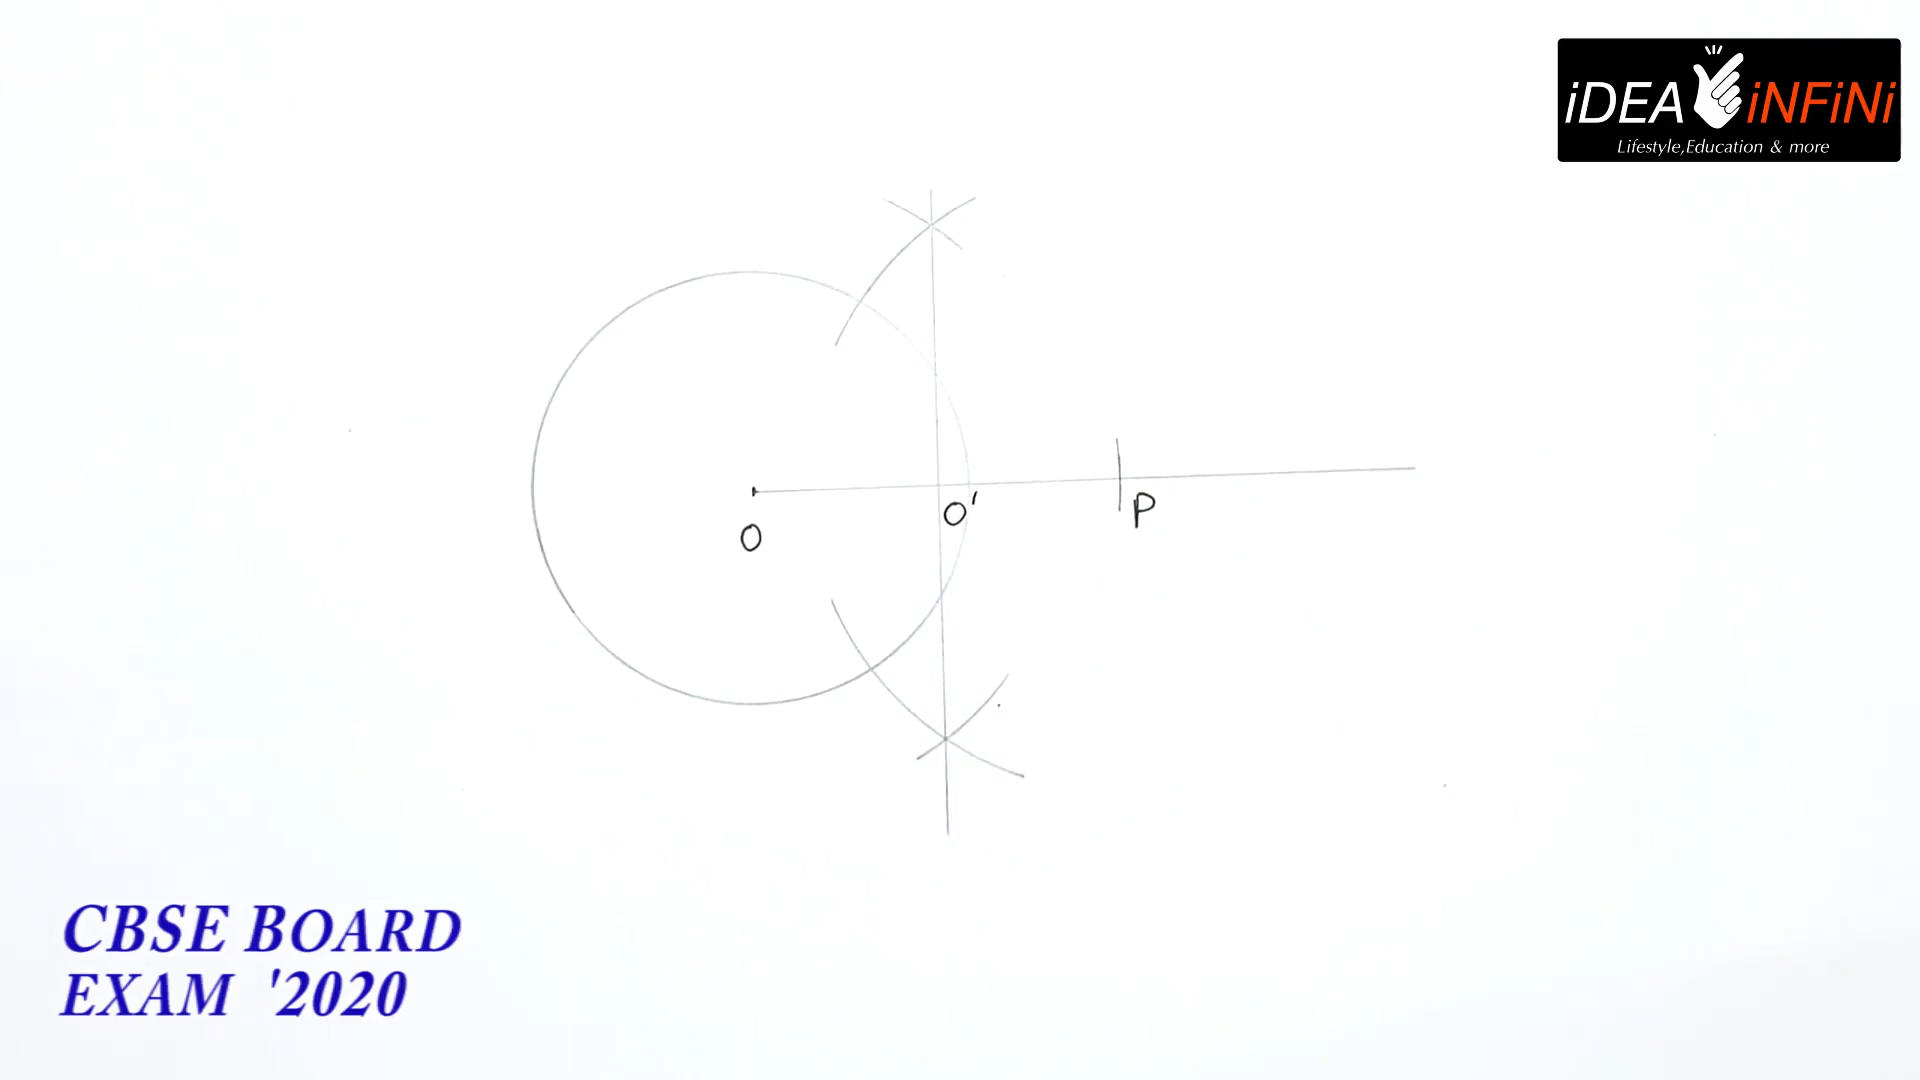 iDEA iNFiNi
Lifestyle,Education & more
O
O'
P
CBSE BOARD
EXAM '2020